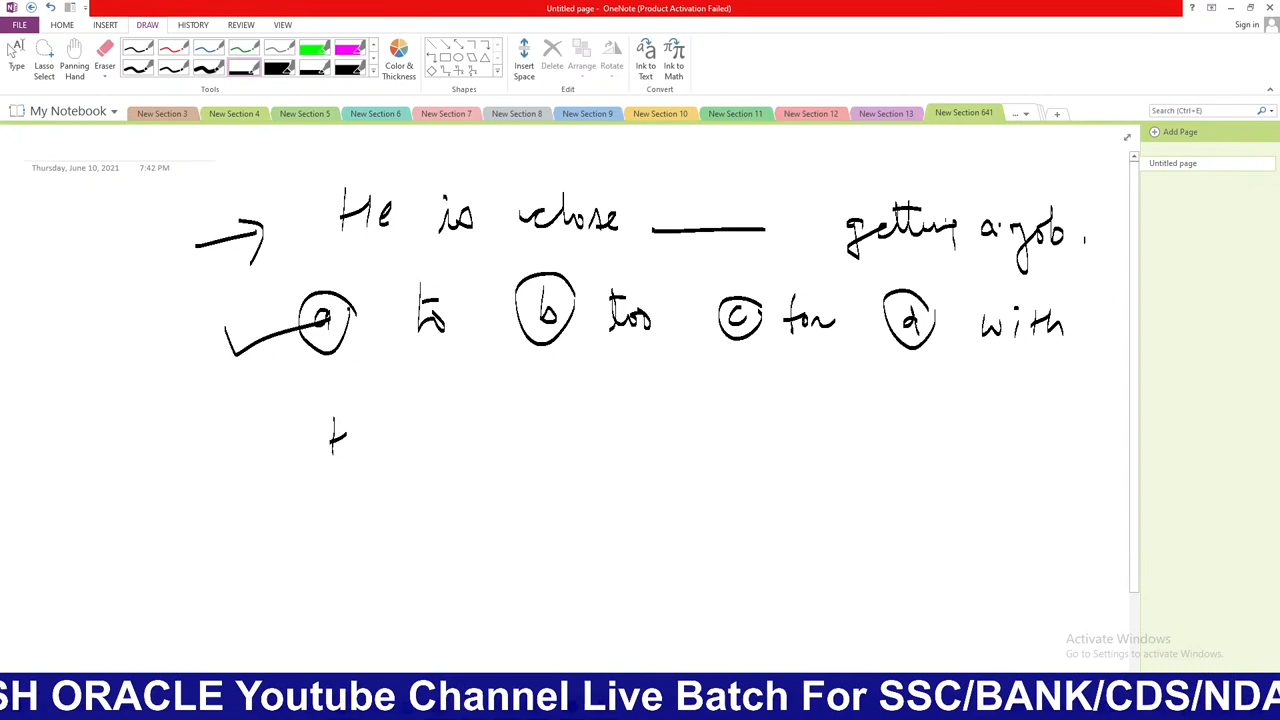 Untitled page - OneNote (Product Activation Failed)
FILE HOME INSERT DRAW HISTORY REVIEW VIEW
Sign in
Type Lasso Select Panning Hand Eraser Color & Thickness Insert Space Delete Arrange Rotate Ink to Text Ink to Math
Tools Shapes Edit Convert
My Notebook New Section 3 New Section 4 New Section 5 New Section 6 New Section 7 New Section 8 New Section 9 New Section 10 New Section 11 New Section 12 New Section 13 New Section 641 ... Search (Ctrl+E)
Add Page
Untitled page
Thursday, June 10, 2021 7:42 PM
He is close ____ getting a job.
a to b too c for d with
Activate Windows
Go to Settings to activate Windows.
SH ORACLE Youtube Channel Live Batch For SSC/BANK/CDS/NDA